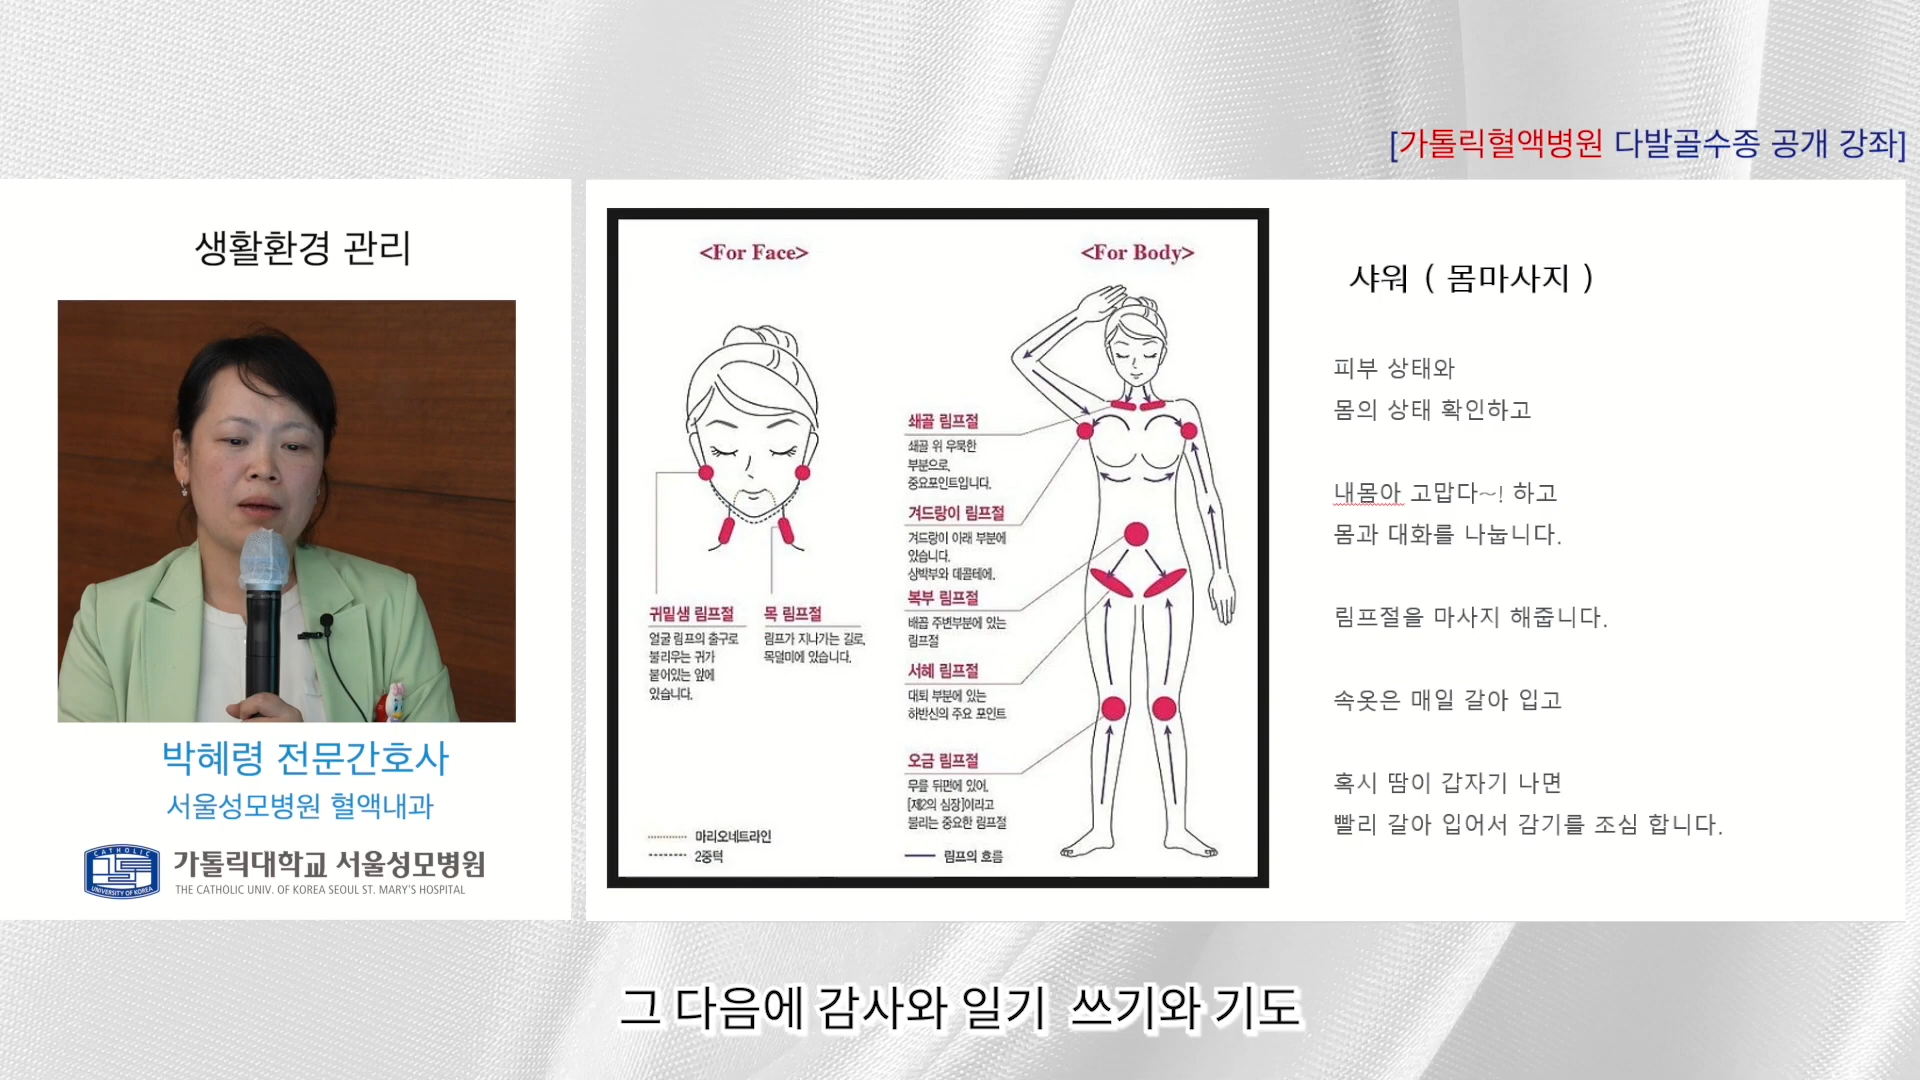 [가톨릭혈액병원 다발골수종 공개 강좌]
생활환경 관리
박혜령 전문간호사
서울성모병원 혈액내과
CATHOLIC
UNIVERSITY OF KOREA
가톨릭대학교 서울성모병원
THE CATHOLIC UNIV. OF KOREA SEOUL ST. MARY'S HOSPITAL
<For Face>
귀밑샘 림프절
얼굴 림프의 출구로
불리우는 귀가
붙어있는 앞에
있습니다.
목 림프절
림프가 지나가는 길로,
목덜미에 있습니다.
마리오네트라인
2중턱
<For Body>
쇄골 림프절
쇄골 위 우묵한
부분으로,
중요포인트입니다.
겨드랑이 림프절
겨드랑이 아래 부분에
있습니다.
상박부와 데콜테에.
복부 림프절
배꼽 주변부분에 있는
림프절
서혜 림프절
대퇴 부분에 있는
하반신의 주요 포인트
오금 림프절
무릎 뒤편에 있어,
[제2의 심장]이라고
불리는 중요한 림프절
림프의 흐름
샤워 ( 몸마사지 )
피부 상태와
몸의 상태 확인하고
내몸아 고맙다~! 하고
몸과 대화를 나눕니다.
림프절을 마사지 해줍니다.
속옷은 매일 갈아 입고
혹시 땀이 갑자기 나면
빨리 갈아 입어서 감기를 조심 합니다.
그 다음에 감사와 일기 쓰기와 기도